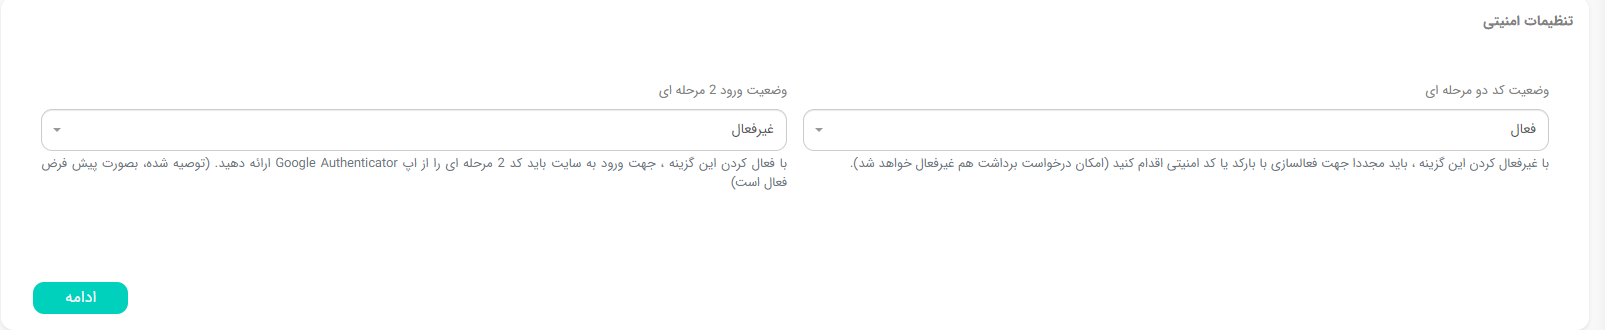 تنظیمات امنیتی
وضعیت کد دو مرحله ای
فعال
با غیرفعال کردن این گزینه ، باید مجددا جهت فعالسازی با بارکد یا کد امنیتی اقدام کنید (امکان درخواست برداشت هم غیرفعال خواهد شد).
وضعیت ورود 2 مرحله ای
غیرفعال
با فعال کردن این گزینه ، جهت ورود به سایت باید کد 2 مرحله ای را از اپ Google Authenticator ارائه دهید. (توصیه شده، بصورت پیش فرض
فعال است)
ادامه